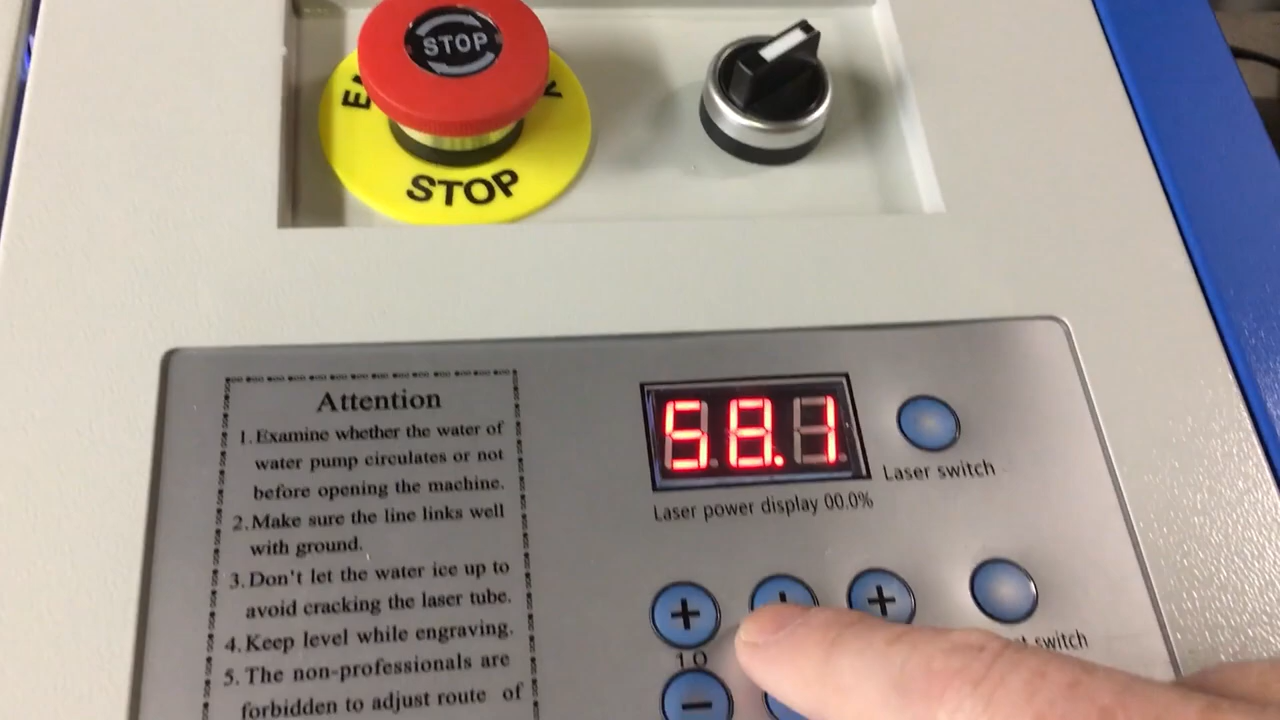 STOP
STOP
Attention
1. Examine whether the water of
water pump circulates or not
before opening the machine.
2. Make sure the line links well
with ground.
3. Don't let the water ice up to
avoid cracking the laser tube.
4. Keep level while engraving.
5. The non-professionals are
forbidden to adjust route of
58.1
Laser switch
Laser power display 00.0%
+ + +
switch
10
−